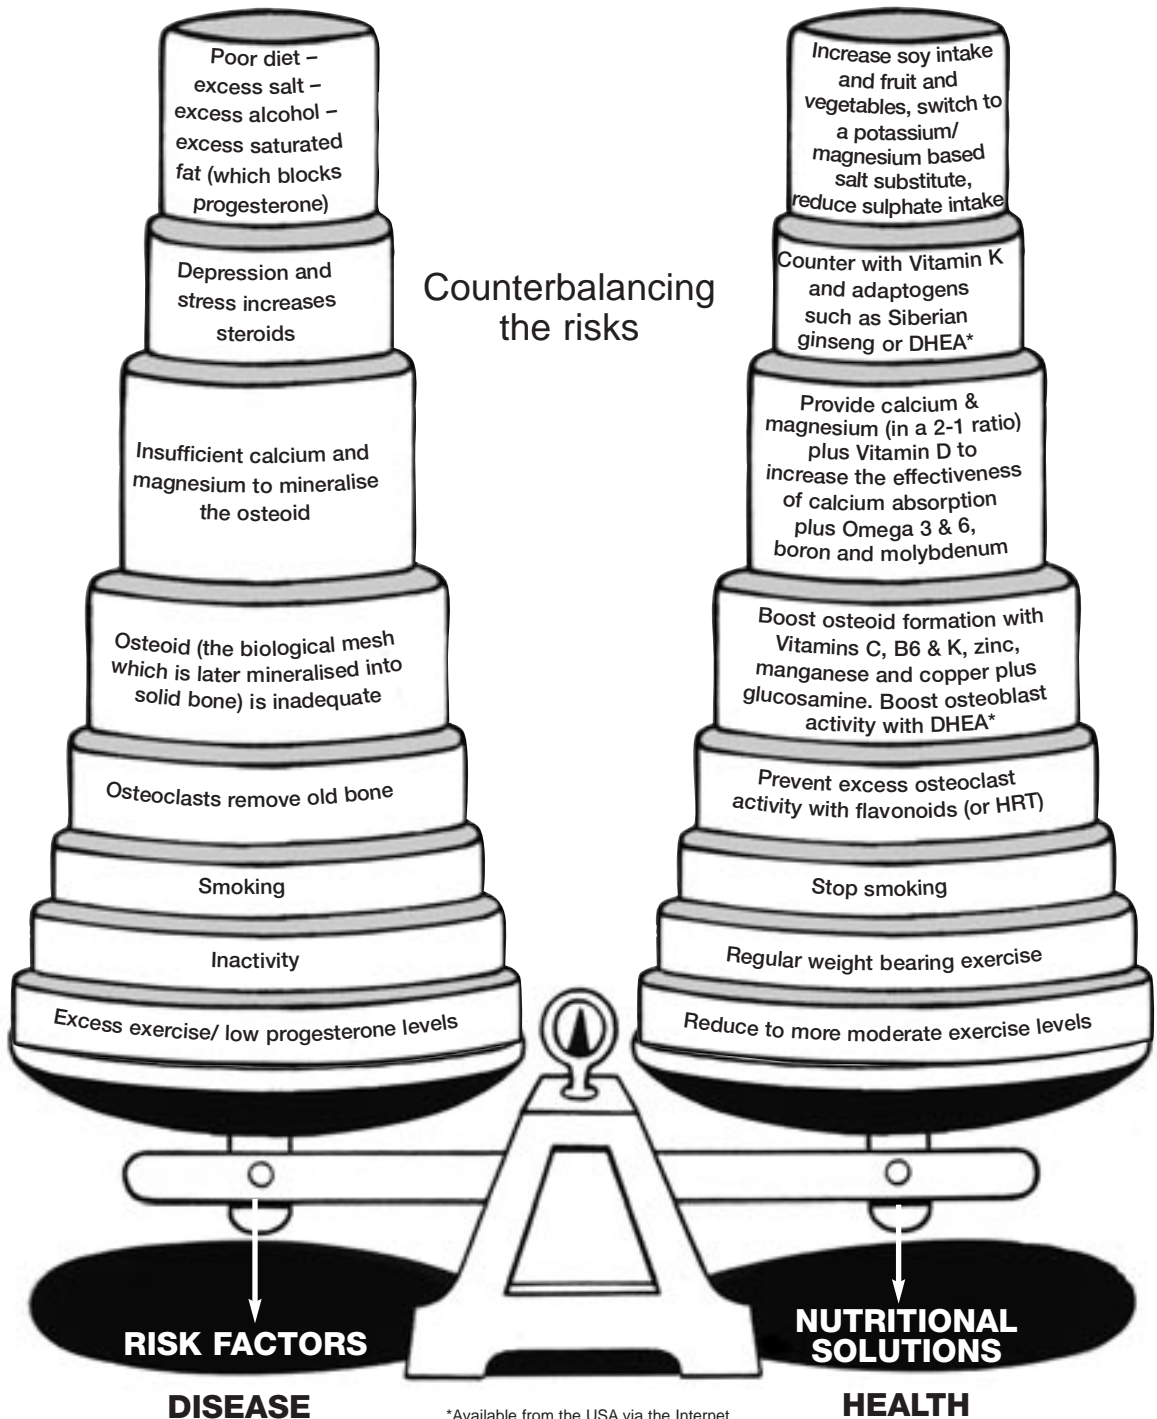 Poor diet –
excess salt –
excess alcohol –
excess saturated
fat (which blocks
progesterone)
Depression and
stress increases
steroids
Insufficient calcium and
magnesium to mineralise
the osteoid
Osteoid (the biological mesh
which is later mineralised into
solid bone) is inadequate
Osteoclasts remove old bone
Smoking
Inactivity
Excess exercise/ low progesterone levels
Counterbalancing
the risks
Increase soy intake
and fruit and
vegetables, switch to
a potassium/
magnesium based
salt substitute,
reduce sulphate intake
Counter with Vitamin K
and adaptogens
such as Siberian
ginseng or DHEA*
Provide calcium &
magnesium (in a 2-1 ratio)
plus Vitamin D to
increase the effectiveness
of calcium absorption
plus Omega 3 & 6,
boron and molybdenum
Boost osteoid formation with
Vitamins C, B6 & K, zinc,
manganese and copper plus
glucosamine. Boost osteoblast
activity with DHEA*
Prevent excess osteoclast
activity with flavonoids (or HRT)
Stop smoking
Regular weight bearing exercise
Reduce to more moderate exercise levels
RISK FACTORS
DISEASE
NUTRITIONAL
SOLUTIONS
HEALTH
*Available from the USA via the Internet